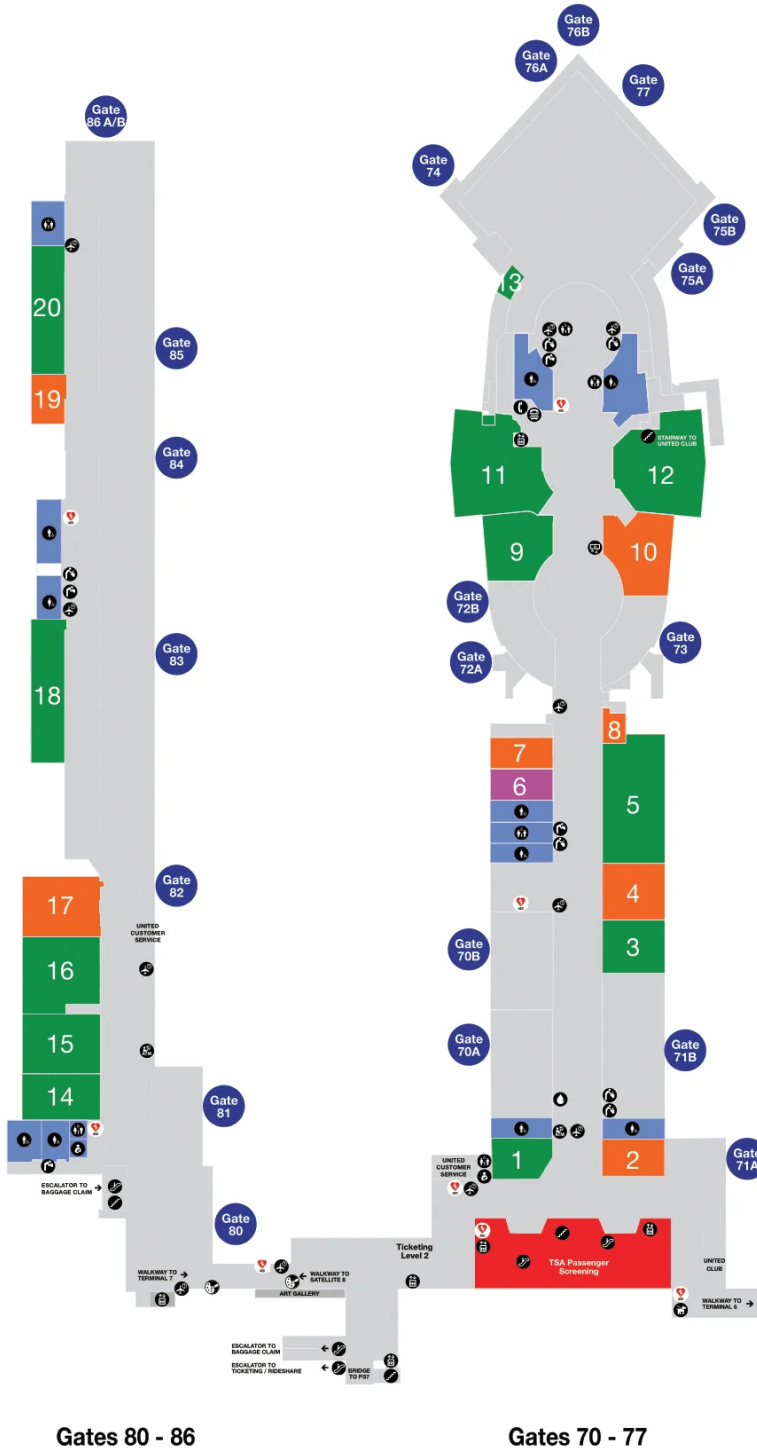 Gate
76B
Gate
76A
Gate
77
Gate
86 A/B
Gate
74
Gate
75B
Gate
75A
13
20
Gate
85
19
Gate
84
STAIRWAY TO
UNITED CLUB
11
12
9
10
Gate
72B
Gate
83
Gate
73
Gate
72A
18
8
7
6
5
Gate
82
17
4
UNITED
CUSTOMER
SERVICE
Gate
70B
3
16
15
Gate
70A
Gate
71B
14
Gate
81
1
2
Gate
71A
UNITED
CUSTOMER
SERVICE
ESCALATOR TO
BAGGAGE CLAIM
Gate
80
Ticketing
Level 2
TSA Passenger
Screening
UNITED
CLUB
WALKWAY TO
TERMINAL 7
WALKWAY TO
SATELLITE 8
ART GALLERY
WALKWAY TO
TERMINAL 6
ESCALATOR TO
BAGGAGE CLAIM
ESCALATOR TO
TICKETING / RIDESHARE
BRIDGE
TO PS7
Gates 80 - 86
Gates 70 - 77